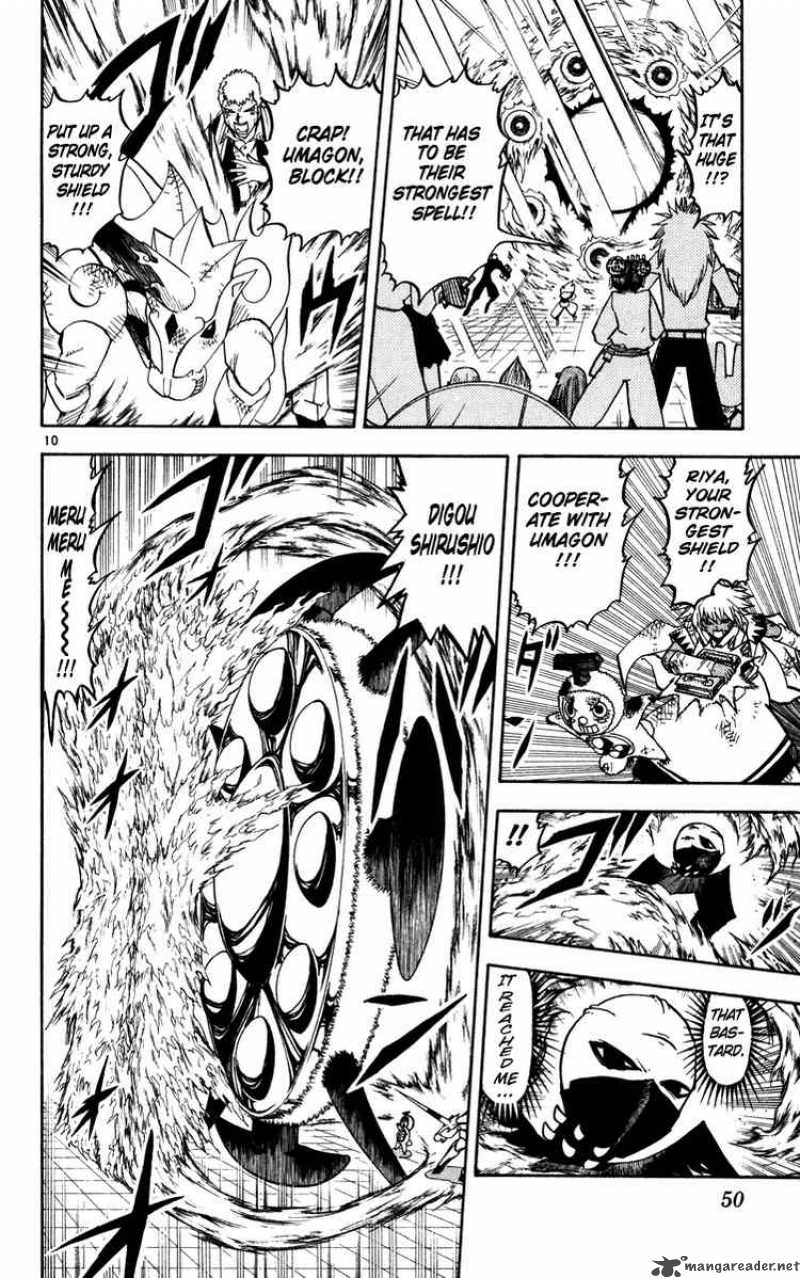 IT'S
THAT
HUGE
!!?
THAT HAS
TO BE
THEIR
STRONGEST
SPELL!!
CRAP!
UMAGON,
BLOCK!!
PUT UP A
STRONG,
STURDY
SHIELD
!!!
10
RIYA,
YOUR
STRON-
GEST
SHIELD
!!
COOPER-
ATE WITH
UMAGON
!!!
!!
THAT
BAS-
TARD.
IT
REACHED
ME
...
DIGOU
SHIRUSHIO
!!!
MERU
MERU
ME~
!!!
50
mangareader.net